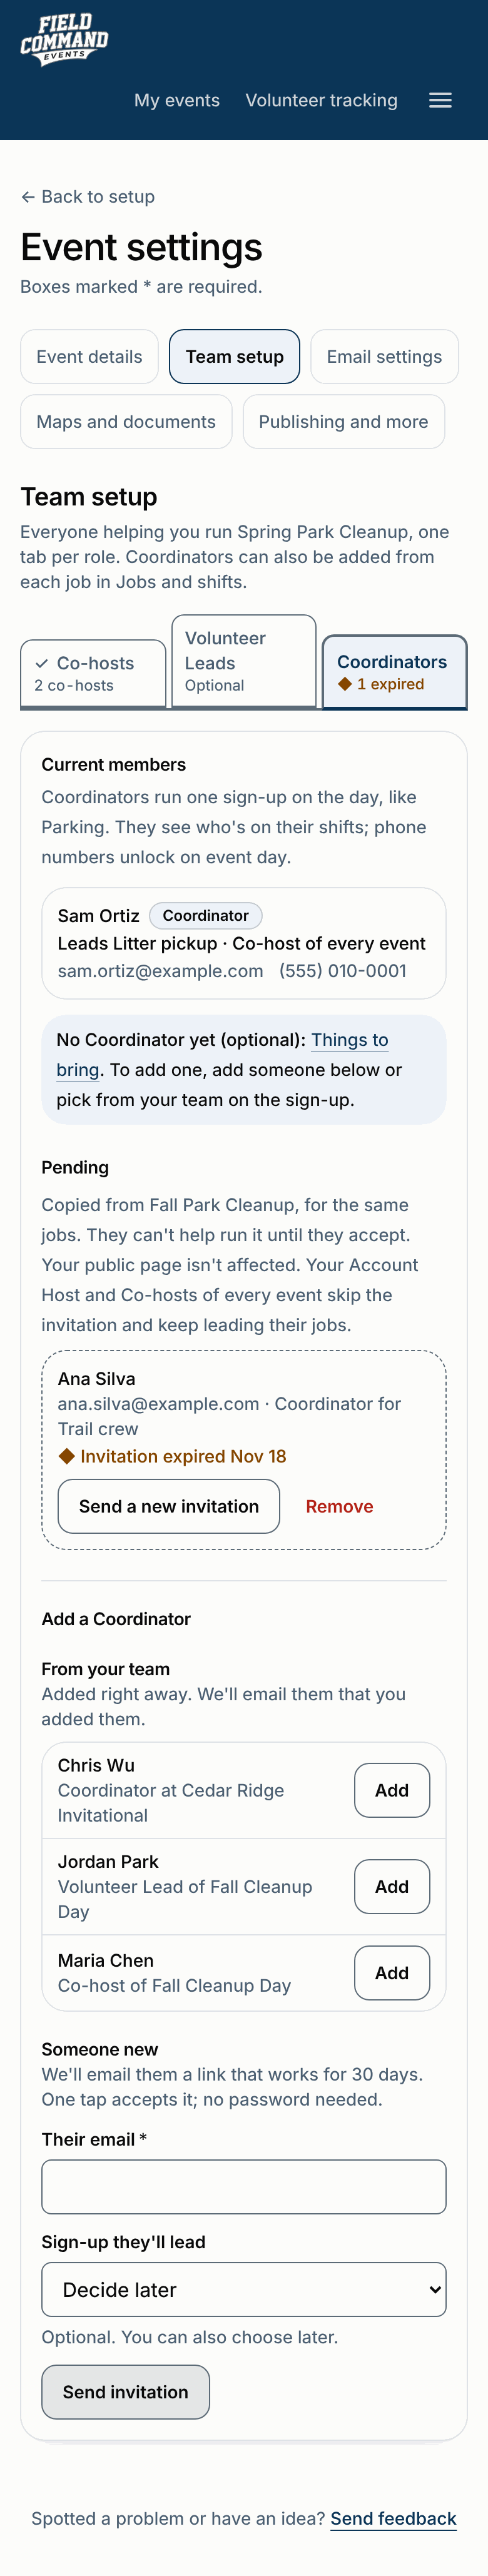 FIELD
COMMAND
EVENTS
My events Volunteer tracking
← Back to setup
Event settings
Boxes marked * are required.
Event details Team setup Email settings
Maps and documents Publishing and more
Team setup
Everyone helping you run Spring Park Cleanup, one
tab per role. Coordinators can also be added from
each job in Jobs and shifts.
✓ Co-hosts
2 co-hosts
Volunteer
Leads
Optional
Coordinators
◆ 1 expired
Current members
Coordinators run one sign-up on the day, like
Parking. They see who's on their shifts; phone
numbers unlock on event day.
Sam Ortiz Coordinator
Leads Litter pickup · Co-host of every event
sam.ortiz@example.com (555) 010-0001
No Coordinator yet (optional): Things to
bring. To add one, add someone below or
pick from your team on the sign-up.
Pending
Copied from Fall Park Cleanup, for the same
jobs. They can't help run it until they accept.
Your public page isn't affected. Your Account
Host and Co-hosts of every event skip the
invitation and keep leading their jobs.
Ana Silva
ana.silva@example.com · Coordinator for
Trail crew
◆ Invitation expired Nov 18
Send a new invitation Remove
Add a Coordinator
From your team
Added right away. We'll email them that you
added them.
Chris Wu
Coordinator at Cedar Ridge
Invitational
Add
Jordan Park
Volunteer Lead of Fall Cleanup
Day
Add
Maria Chen
Co-host of Fall Cleanup Day
Add
Someone new
We'll email them a link that works for 30 days.
One tap accepts it; no password needed.
Their email *
Sign-up they'll lead
Decide later
Optional. You can also choose later.
Send invitation
Spotted a problem or have an idea? Send feedback